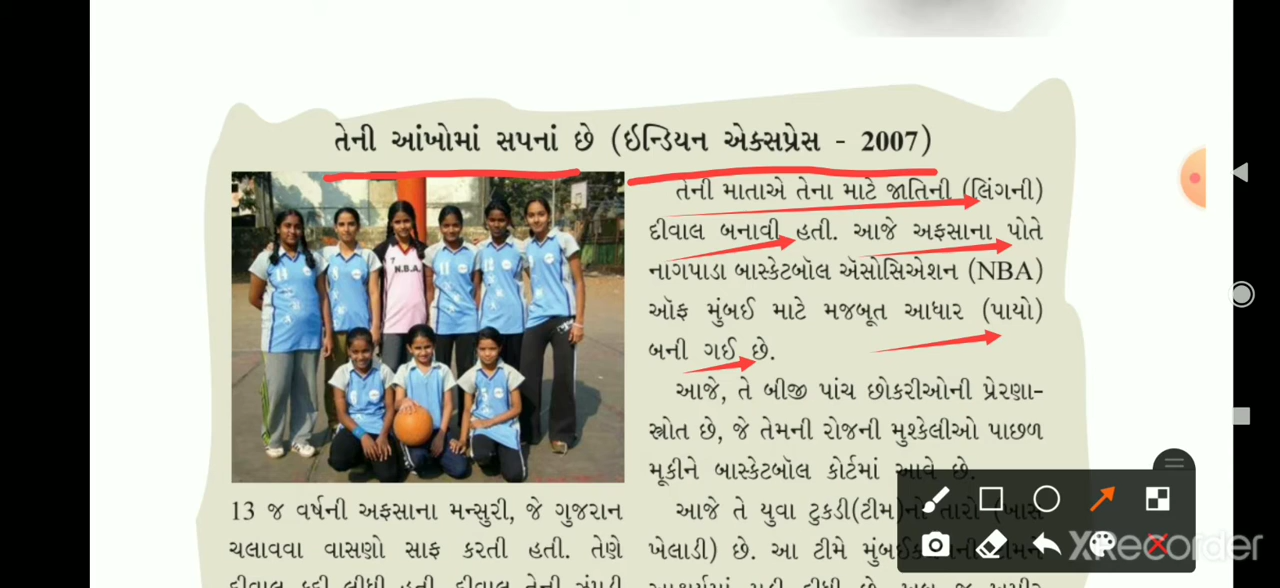 તેની આંખોમાં સપનાં છે (ઇન્ડિયન એક્સપ્રેસ - 2007)
N.B.A.
13 જ વર્ષની અફસાના મન્સુરી, જે ગુજરાન
ચલાવવા વાસણો સાફ કરતી હતી. તેણે
તેની માતાએ તેના માટે જાતિની (લિંગની)
દીવાલ બનાવી હતી. આજે અફસાના પોતે
નાગપાડા બાસ્કેટબૉલ ઍસોસિએશન (NBA)
ઑફ મુંબઈ માટે મજબૂત આધાર (પાયો)
બની ગઈ છે.
આજે, તે બીજી પાંચ છોકરીઓની પ્રેરણા-
સ્રોત છે, જે તેમની રોજની મુશ્કેલીઓ પાછળ
મૂકીને બાસ્કેટબૉલ કોર્ટમાં આવે છે.
આજે તે યુવા ટુકડી(ટીમ)નો તારો (ખાસ
ખેલાડી) છે. આ ટીમે
XRecorder